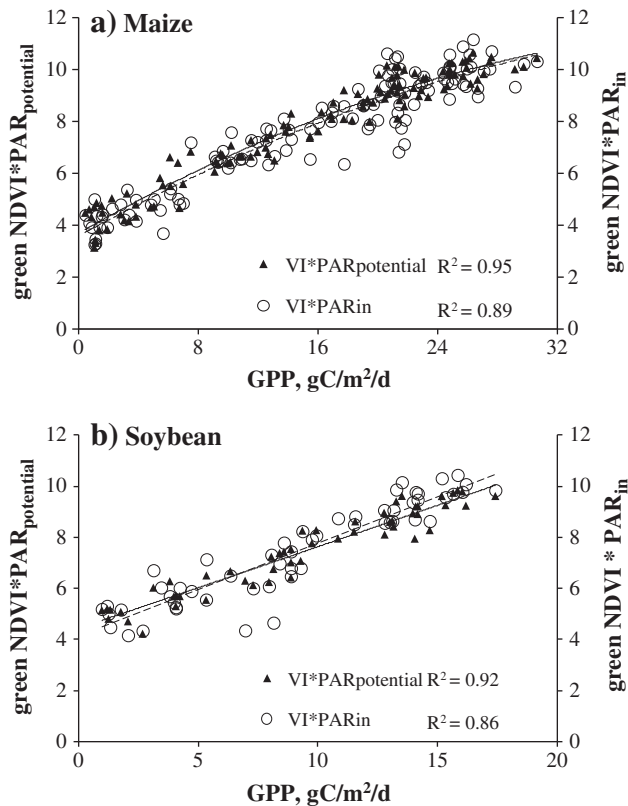 a) Maize
12
10
8
6
4
2
0
green NDVI*PARpotential
12
10
8
6
4
2
0
green NDVI*PARin
VI*PARpotential R² = 0.95
VI*PARin R² = 0.89
0 8 16 24 32
GPP, gC/m²/d
b) Soybean
12
10
8
6
4
2
0
green NDVI*PARpotential
12
10
8
6
4
2
0
green NDVI * PARin
VI*PARpotential R² = 0.92
VI*PARin R² = 0.86
0 5 10 15 20
GPP, gC/m²/d